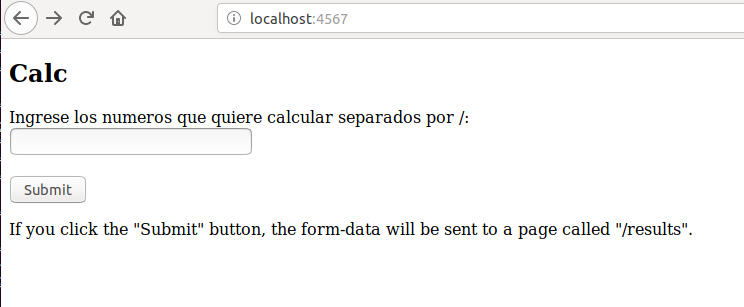 localhost:4567
Calc
Ingrese los numeros que quiere calcular separados por /:
Submit
If you click the "Submit" button, the form-data will be sent to a page called "/results".